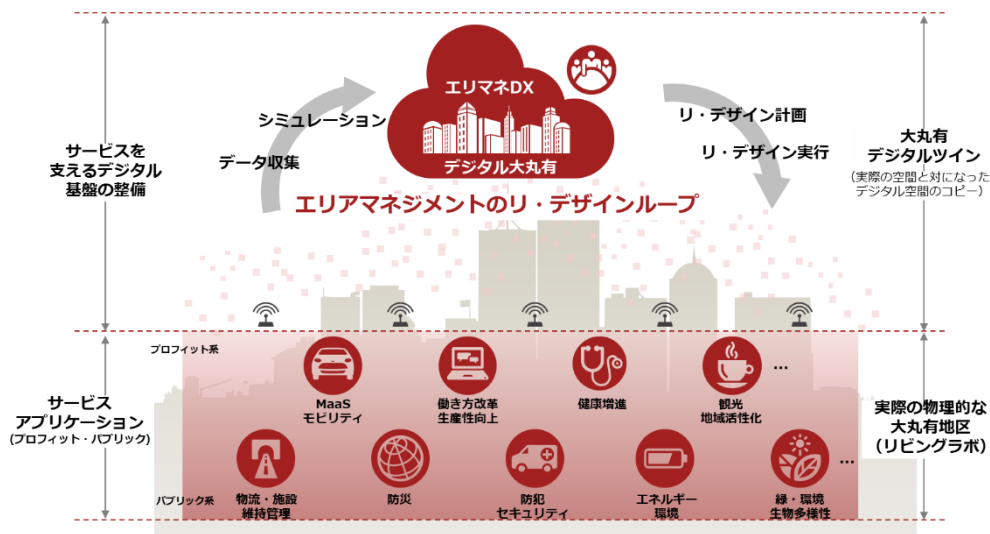 エリマネDX
デジタル大丸有
シミュレーション
データ収集
リ・デザイン計画
リ・デザイン実行
エリアマネジメントのリ・デザインループ
サービスを
支えるデジタル
基盤の整備
大丸有
デジタルツイン
(実際の空間と対になった
デジタル空間のコピー)
サービス
アプリケーション
(プロフィット・パブリック)
実際の物理的な
大丸有地区
(リビングラボ)
プロフィット系
MaaS
モビリティ
働き方改革
生産性向上
健康増進
観光
地域活性化
…
パブリック系
物流・施設
維持管理
防災
防犯
セキュリティ
エネルギー
環境
緑・環境
生物多様性
…